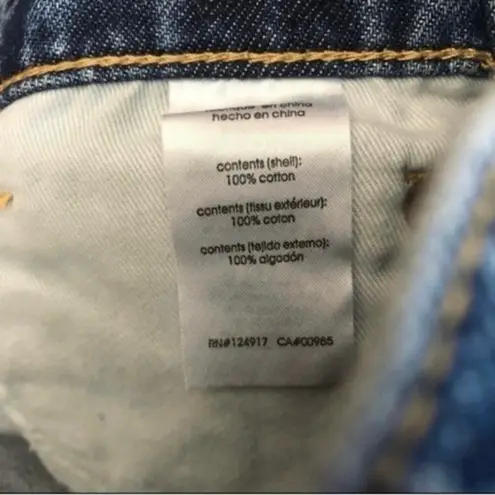 hecho en china
contents (shell):
100% cotton
contents (tissu extérieur):
100% coton
contents (tejido externo):
100% algodón
RN#124917 CA#00985